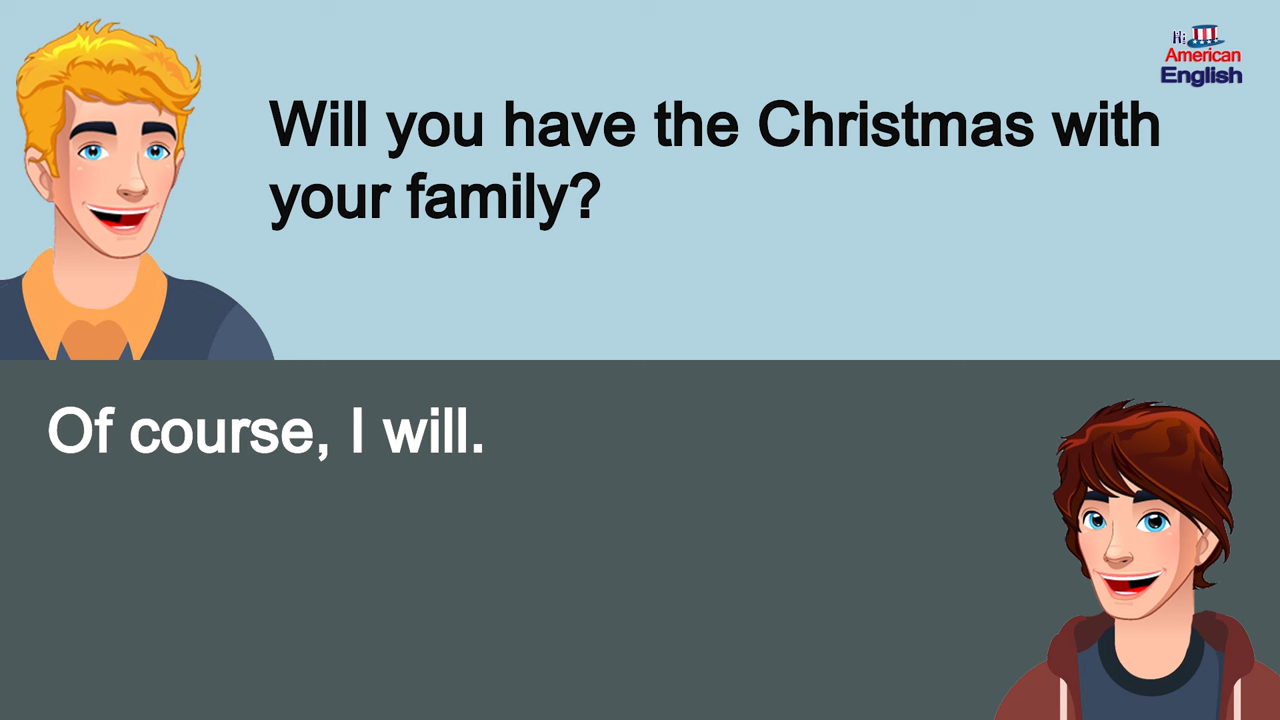 Hi
American
English
Will you have the Christmas with
your family?
Of course, I will.